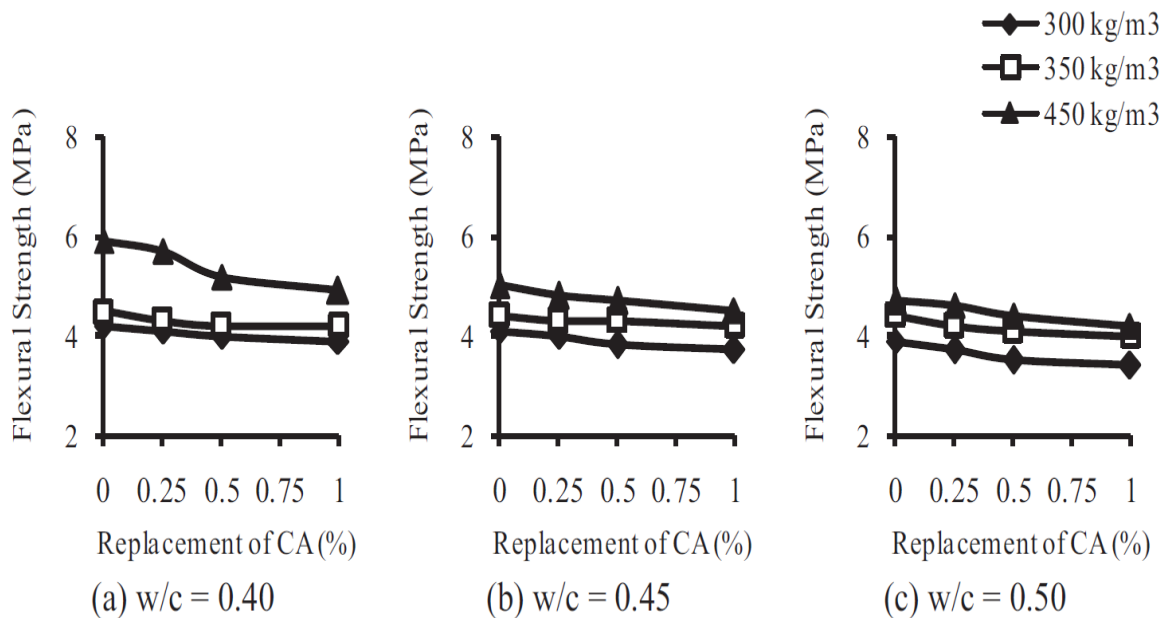 300 kg/m3
350 kg/m3
450 kg/m3
Flexural Strength (MPa)
8
6
4
2
0 0.25 0.5 0.75 1
Replacement of CA (%)
(a) w/c = 0.40
Flexural Strength (MPa)
8
6
4
2
0 0.25 0.5 0.75 1
Replacement of CA (%)
(b) w/c = 0.45
Flexural Strength (MPa)
8
6
4
2
0 0.25 0.5 0.75 1
Replacement of CA (%)
(c) w/c = 0.50